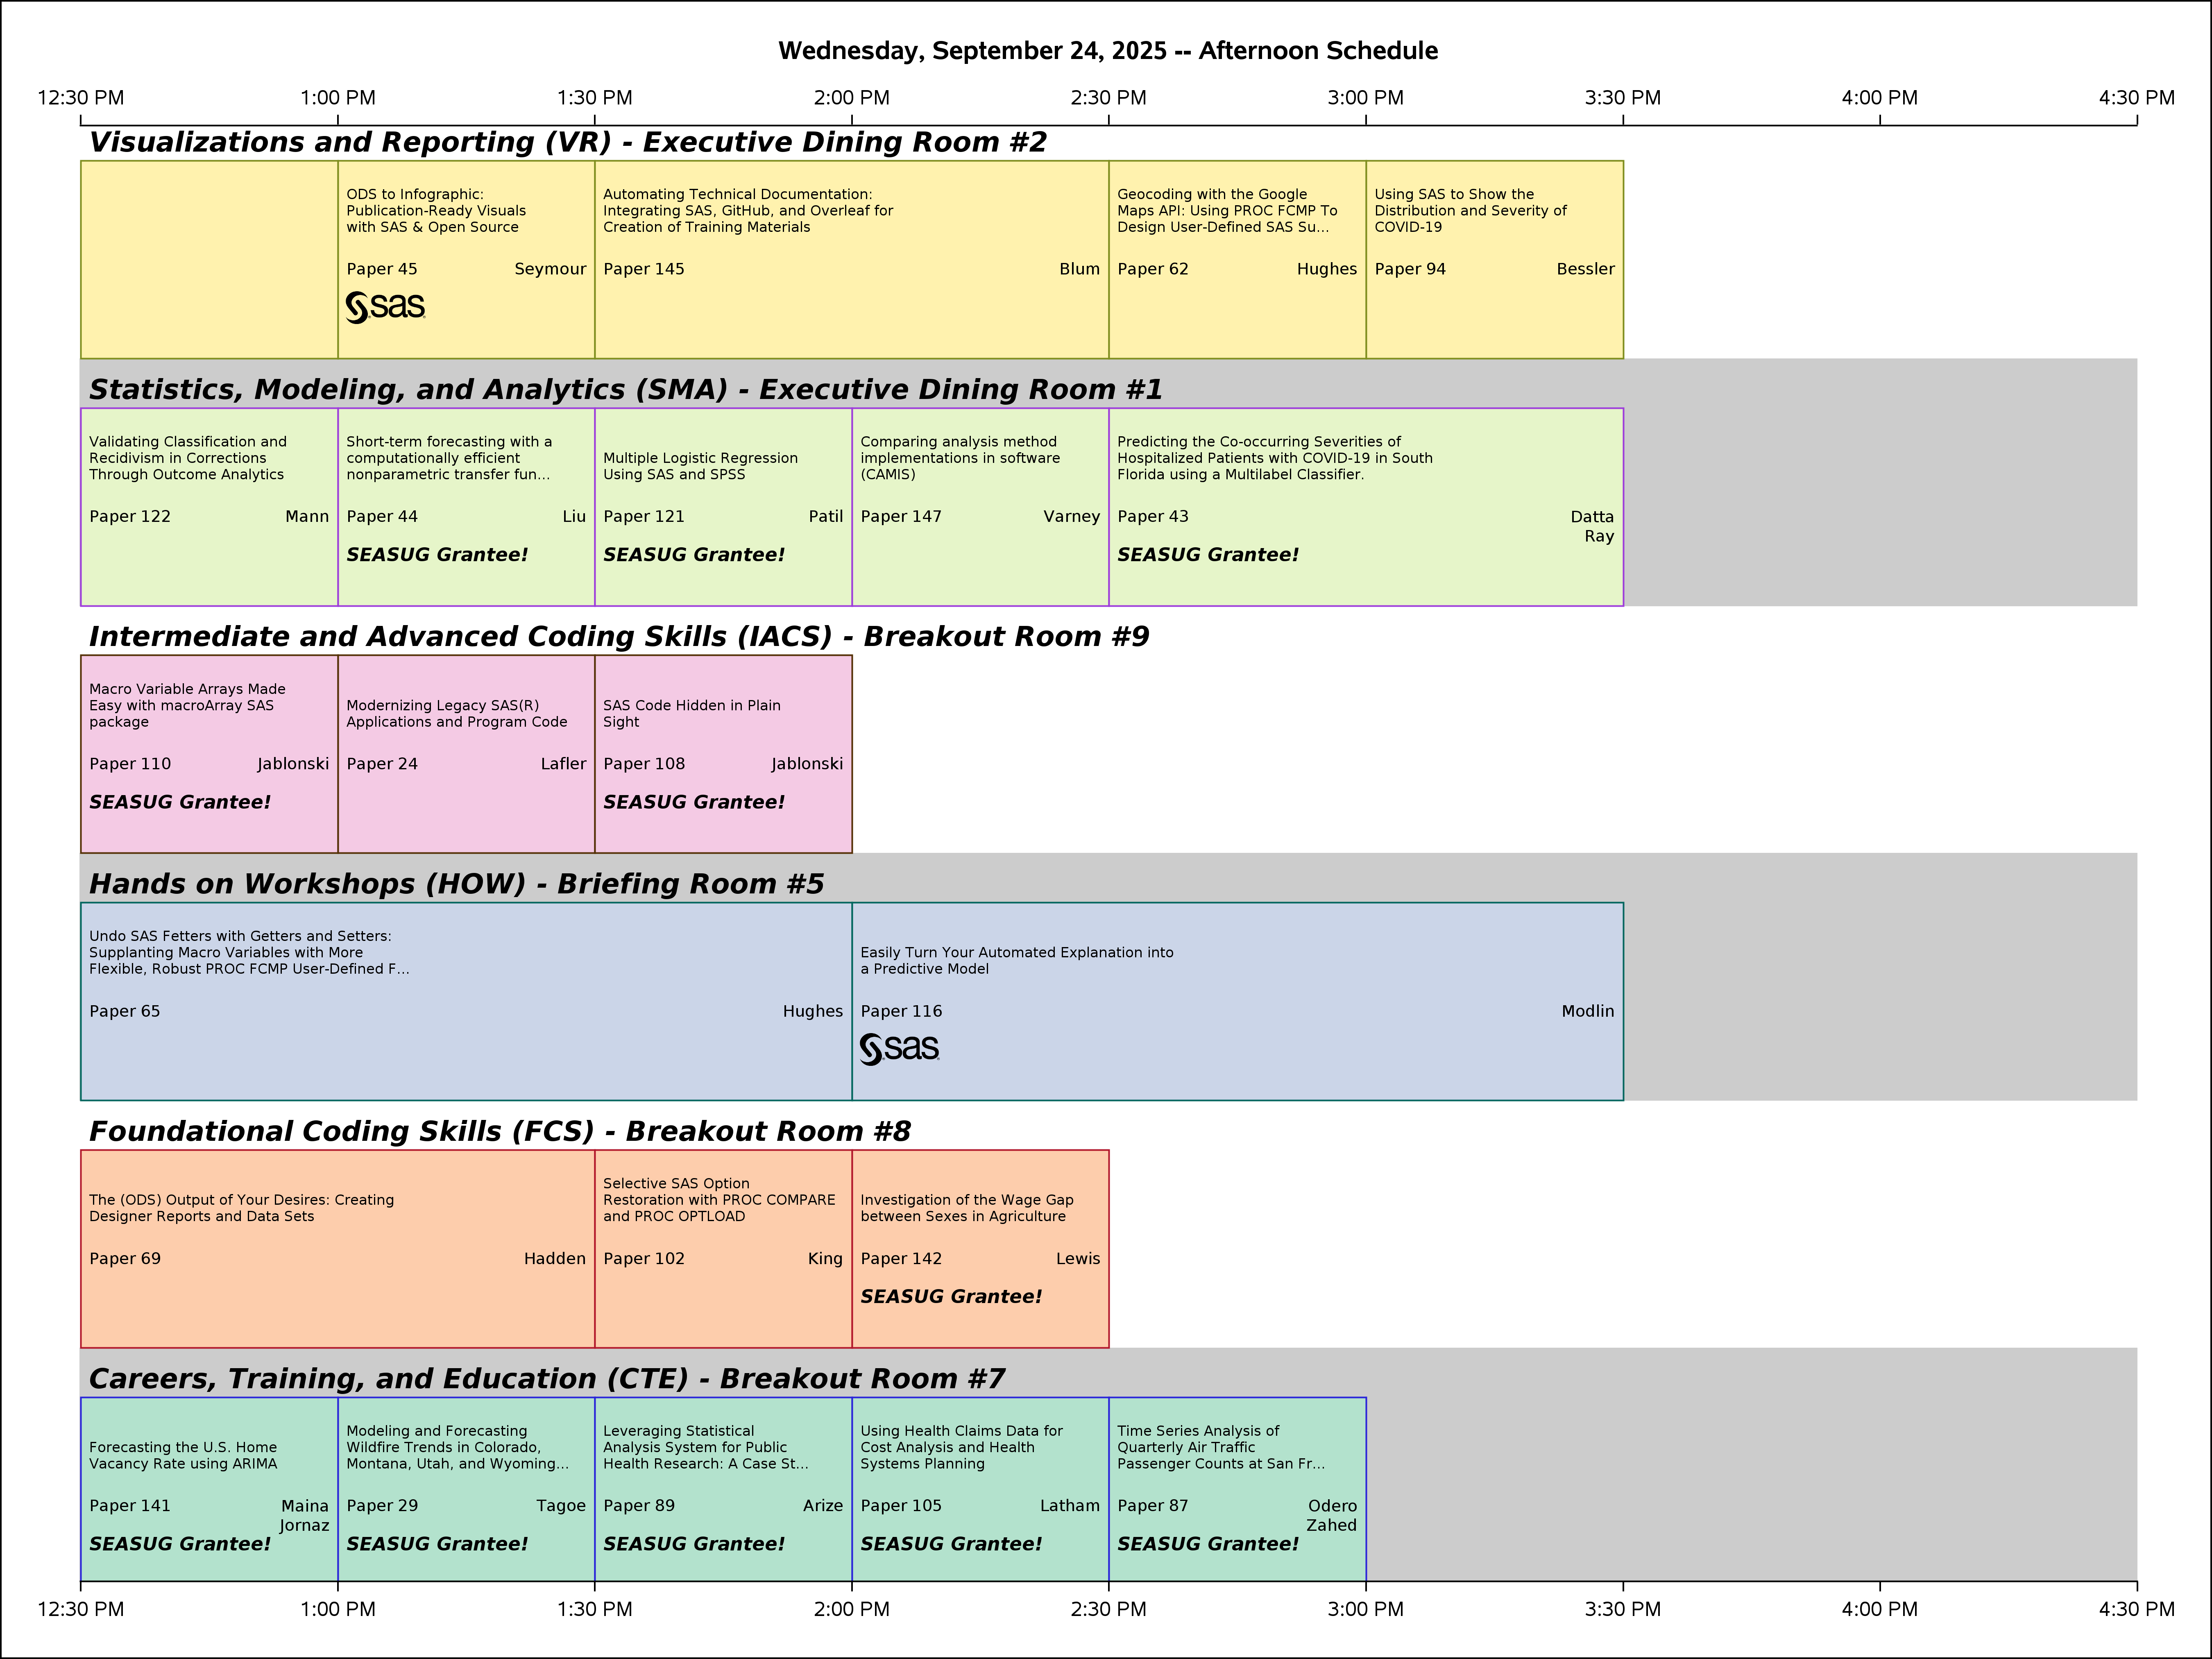 Wednesday, September 24, 2025 -- Afternoon Schedule
12:30 PM 1:00 PM 1:30 PM 2:00 PM 2:30 PM 3:00 PM 3:30 PM 4:00 PM 4:30 PM
Visualizations and Reporting (VR) - Executive Dining Room #2
ODS to Infographic:
Publication-Ready Visuals
with SAS & Open Source
Paper 45 Seymour
sas
Automating Technical Documentation:
Integrating SAS, GitHub, and Overleaf for
Creation of Training Materials
Paper 145 Blum
Geocoding with the Google
Maps API: Using PROC FCMP To
Design User-Defined SAS Su...
Paper 62 Hughes
Using SAS to Show the
Distribution and Severity of
COVID-19
Paper 94 Bessler
Statistics, Modeling, and Analytics (SMA) - Executive Dining Room #1
Validating Classification and
Recidivism in Corrections
Through Outcome Analytics
Paper 122 Mann
Short-term forecasting with a
computationally efficient
nonparametric transfer fun...
Paper 44 Liu
SEASUG Grantee!
Multiple Logistic Regression
Using SAS and SPSS
Paper 121 Patil
SEASUG Grantee!
Comparing analysis method
implementations in software
(CAMIS)
Paper 147 Varney
Predicting the Co-occurring Severities of
Hospitalized Patients with COVID-19 in South
Florida using a Multilabel Classifier.
Paper 43 Datta
Ray
SEASUG Grantee!
Intermediate and Advanced Coding Skills (IACS) - Breakout Room #9
Macro Variable Arrays Made
Easy with macroArray SAS
package
Paper 110 Jablonski
SEASUG Grantee!
Modernizing Legacy SAS(R)
Applications and Program Code
Paper 24 Lafler
SAS Code Hidden in Plain
Sight
Paper 108 Jablonski
SEASUG Grantee!
Hands on Workshops (HOW) - Briefing Room #5
Undo SAS Fetters with Getters and Setters:
Supplanting Macro Variables with More
Flexible, Robust PROC FCMP User-Defined F...
Paper 65 Hughes
Easily Turn Your Automated Explanation into
a Predictive Model
Paper 116 Modlin
sas
Foundational Coding Skills (FCS) - Breakout Room #8
The (ODS) Output of Your Desires: Creating
Designer Reports and Data Sets
Paper 69 Hadden
Selective SAS Option
Restoration with PROC COMPARE
and PROC OPTLOAD
Paper 102 King
Investigation of the Wage Gap
between Sexes in Agriculture
Paper 142 Lewis
SEASUG Grantee!
Careers, Training, and Education (CTE) - Breakout Room #7
Forecasting the U.S. Home
Vacancy Rate using ARIMA
Paper 141 Maina
Jornaz
SEASUG Grantee!
Modeling and Forecasting
Wildfire Trends in Colorado,
Montana, Utah, and Wyoming...
Paper 29 Tagoe
SEASUG Grantee!
Leveraging Statistical
Analysis System for Public
Health Research: A Case St...
Paper 89 Arize
SEASUG Grantee!
Using Health Claims Data for
Cost Analysis and Health
Systems Planning
Paper 105 Latham
SEASUG Grantee!
Time Series Analysis of
Quarterly Air Traffic
Passenger Counts at San Fr...
Paper 87 Odero
Zahed
SEASUG Grantee!
12:30 PM 1:00 PM 1:30 PM 2:00 PM 2:30 PM 3:00 PM 3:30 PM 4:00 PM 4:30 PM